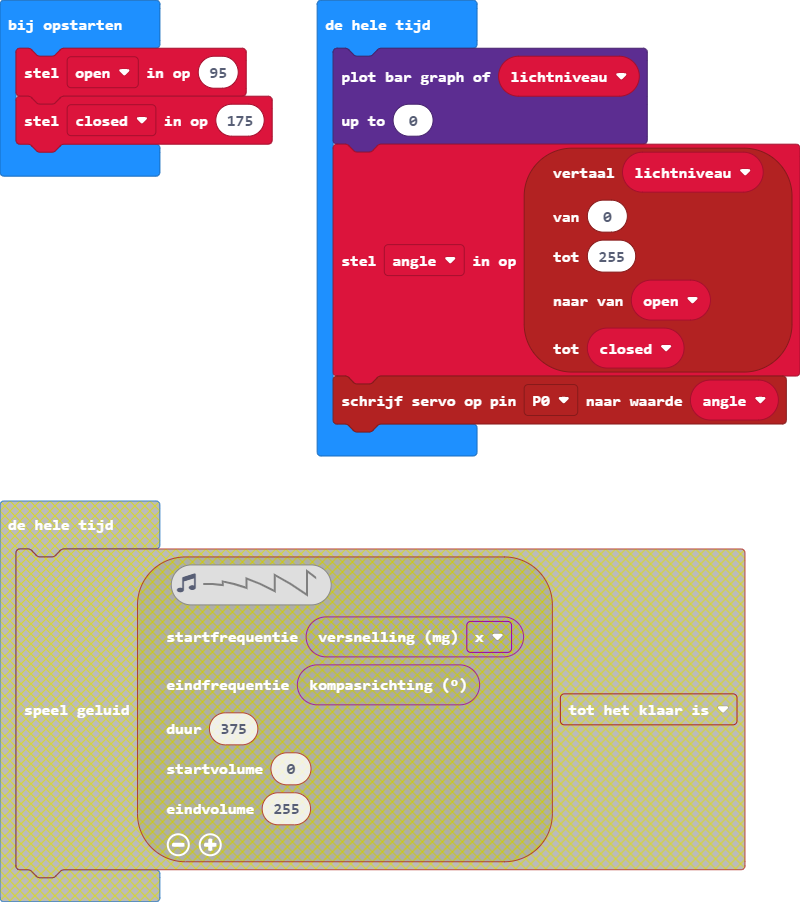 bij opstarten
stel open in op 95
stel closed in op 175
de hele tijd
plot bar graph of lichtniveau
up to 0
stel angle in op
vertaal lichtniveau
van 0
tot 255
naar van open
tot closed
schrijf servo op pin P0 naar waarde angle
de hele tijd
speel geluid
startfrequentie versnelling (mg) x
eindfrequentie kompasrichting (º)
duur 375
startvolume 0
eindvolume 255
tot het klaar is